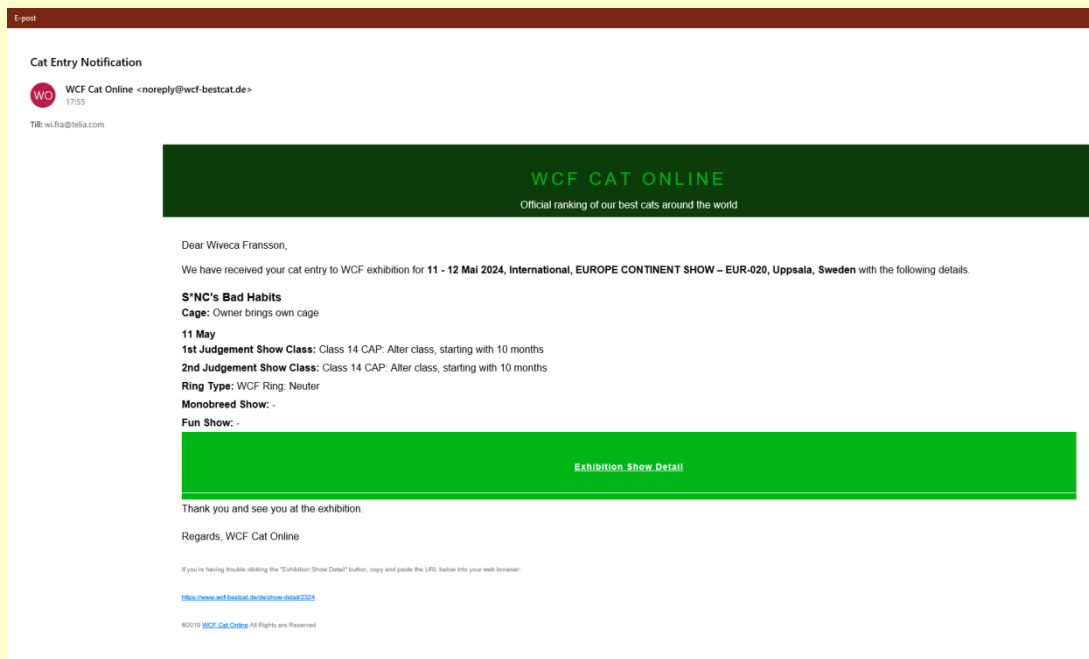 E-post
Cat Entry Notification
WO
WCF Cat Online <noreply@wcf-bestcat.de>
17:55
Till: wi.fra@telia.com
WCF CAT ONLINE
Official ranking of our best cats around the world
Dear Wiveca Fransson,
We have received your cat entry to WCF exhibition for 11 - 12 Mai 2024, International, EUROPE CONTINENT SHOW – EUR-020, Uppsala, Sweden with the following details.
S*NC's Bad Habits
Cage: Owner brings own cage
11 May
1st Judgement Show Class: Class 14 CAP: Alter class, starting with 10 months
2nd Judgement Show Class: Class 14 CAP: Alter class, starting with 10 months
Ring Type: WCF Ring: Neuter
Monobreed Show: -
Fun Show: -
Exhibition Show Detail
Thank you and see you at the exhibition.
Regards, WCF Cat Online
If you're having trouble clicking the "Exhibition Show Detail" button, copy and paste the URL below into your web browser:
https://www.wcf-bestcat.de/de/show-detail/2324
©2019 WCF Cat Online All Rights are Reserved.